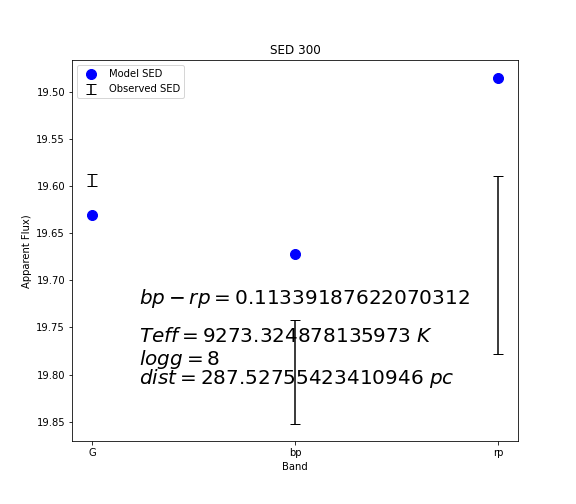 SED 300
Model SED
Observed SED
19.50
19.55
19.60
19.65
19.70
19.75
19.80
19.85
Apparent Flux)
bp − rp = 0.11339187622070312
Teff = 9273.324878135973 K
logg = 8
dist = 287.52755423410946 pc
G bp rp
Band